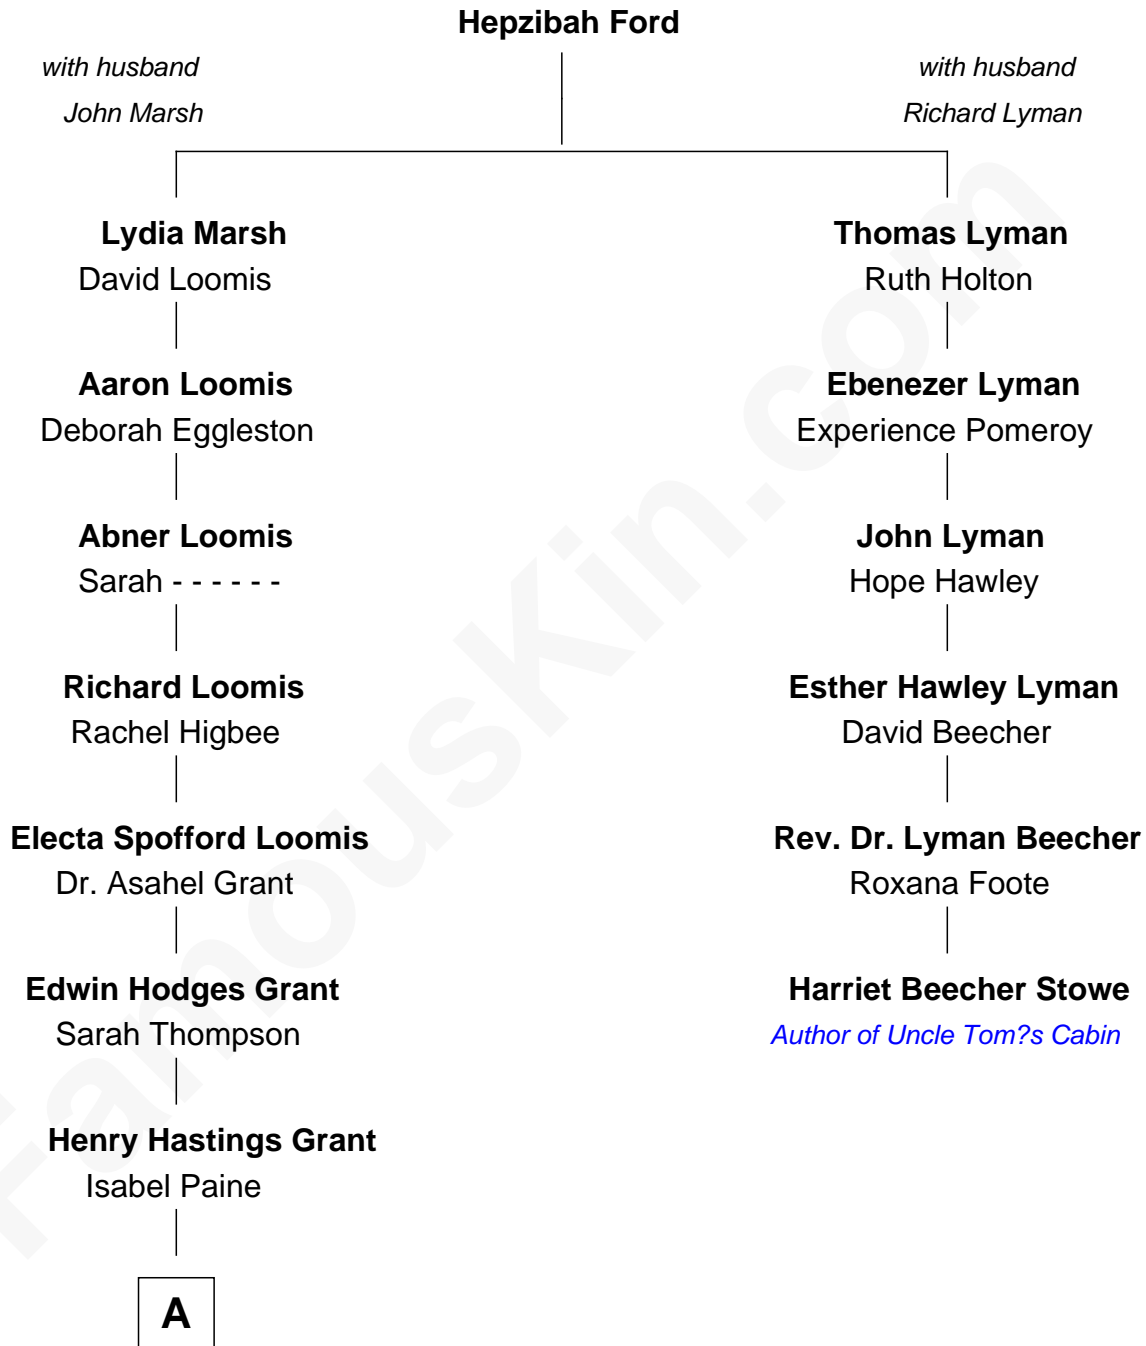 Hepzibah Ford
with husband
John Marsh
with husband
Richard Lyman
Lydia Marsh
David Loomis
Thomas Lyman
Ruth Holton
Aaron Loomis
Deborah Eggleston
Ebenezer Lyman
Experience Pomeroy
Abner Loomis
Sarah - - - - - -
John Lyman
Hope Hawley
Richard Loomis
Rachel Higbee
Esther Hawley Lyman
David Beecher
Electa Spofford Loomis
Dr. Asahel Grant
Rev. Dr. Lyman Beecher
Roxana Foote
Edwin Hodges Grant
Sarah Thompson
Harriet Beecher Stowe
Author of Uncle Tom?s Cabin
Henry Hastings Grant
Isabel Paine
A
FamousKin.com